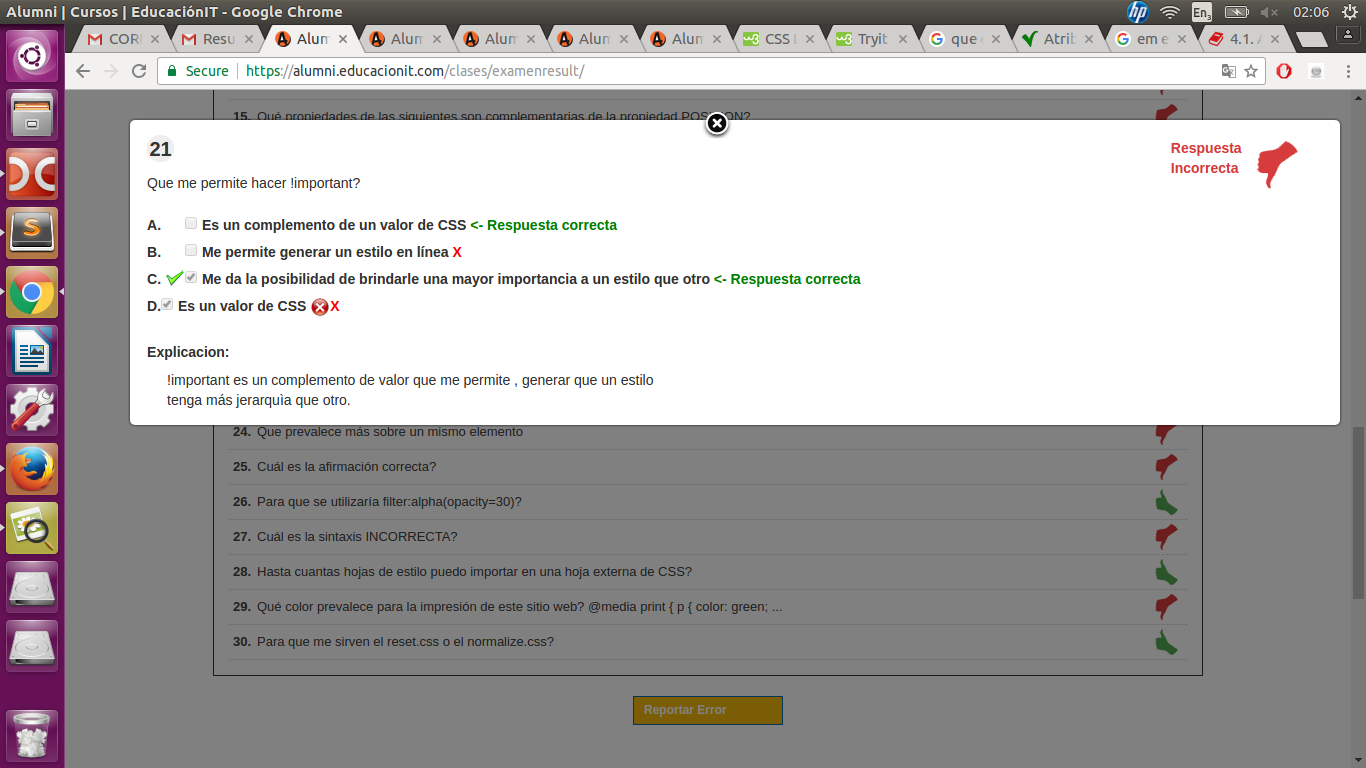 Alumni | Cursos | EducaciónIT - Google Chrome
hp
En3
02:06
CORI
Resu
Alum
Alum
Alum
Alum
Alum
CSS
Tryit
que
Atrib
em e
4.1.
Secure
https://alumni.educacionit.com/clases/examenresult/
15. Qué propiedades de las siguientes son complementarias de la propiedad POSITION?
21
Respuesta
Incorrecta
Que me permite hacer !important?
A. Es un complemento de un valor de CSS <- Respuesta correcta
B. Me permite generar un estilo en línea X
C. Me da la posibilidad de brindarle una mayor importancia a un estilo que otro <- Respuesta correcta
D. Es un valor de CSS X
Explicacion:
!important es un complemento de valor que me permite , generar que un estilo
tenga más jerarquìa que otro.
24. Que prevalece más sobre un mismo elemento
25. Cuál es la afirmación correcta?
26. Para que se utilizaría filter:alpha(opacity=30)?
27. Cuál es la sintaxis INCORRECTA?
28. Hasta cuantas hojas de estilo puedo importar en una hoja externa de CSS?
29. Qué color prevalece para la impresión de este sitio web? @media print { p { color: green; ...
30. Para que me sirven el reset.css o el normalize.css?
Reportar Error